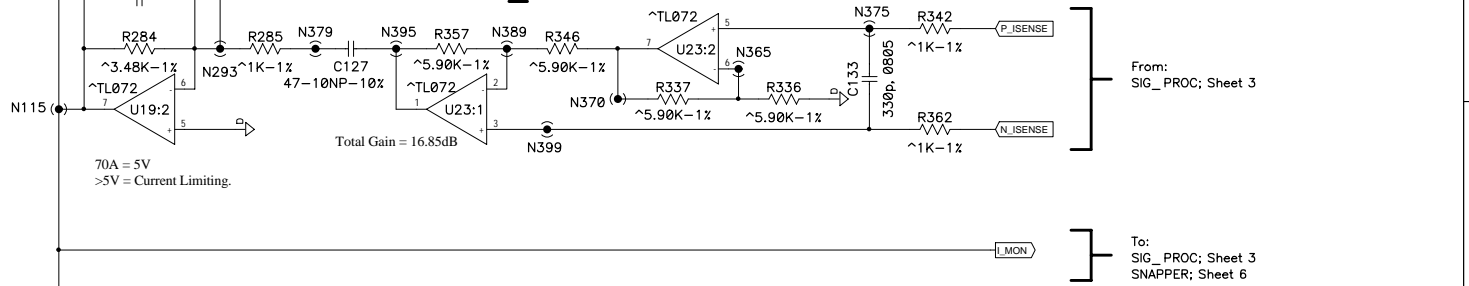 R284
^3.48K-1%
N293
R285
^1K-1%
N379
C127
47-10NP-10%
N395
R357
^5.90K-1%
N389
R346
^5.90K-1%
^TL072
7
U23:2
+
5
-
6
N365
N375
R342
^1K-1%
P_ISENSE
C133
330p, 0805
N370
R337
^5.90K-1%
R336
^5.90K-1%
D
From:
SIG_PROC; Sheet 3
N115
^TL072
7
U19:2
-
6
+
5
D
^TL072
1
U23:1
-
2
+
3
N399
R362
^1K-1%
N_ISENSE
Total Gain = 16.85dB
70A = 5V
>5V = Current Limiting.
I_MON
To:
SIG_PROC; Sheet 3
SNAPPER; Sheet 6